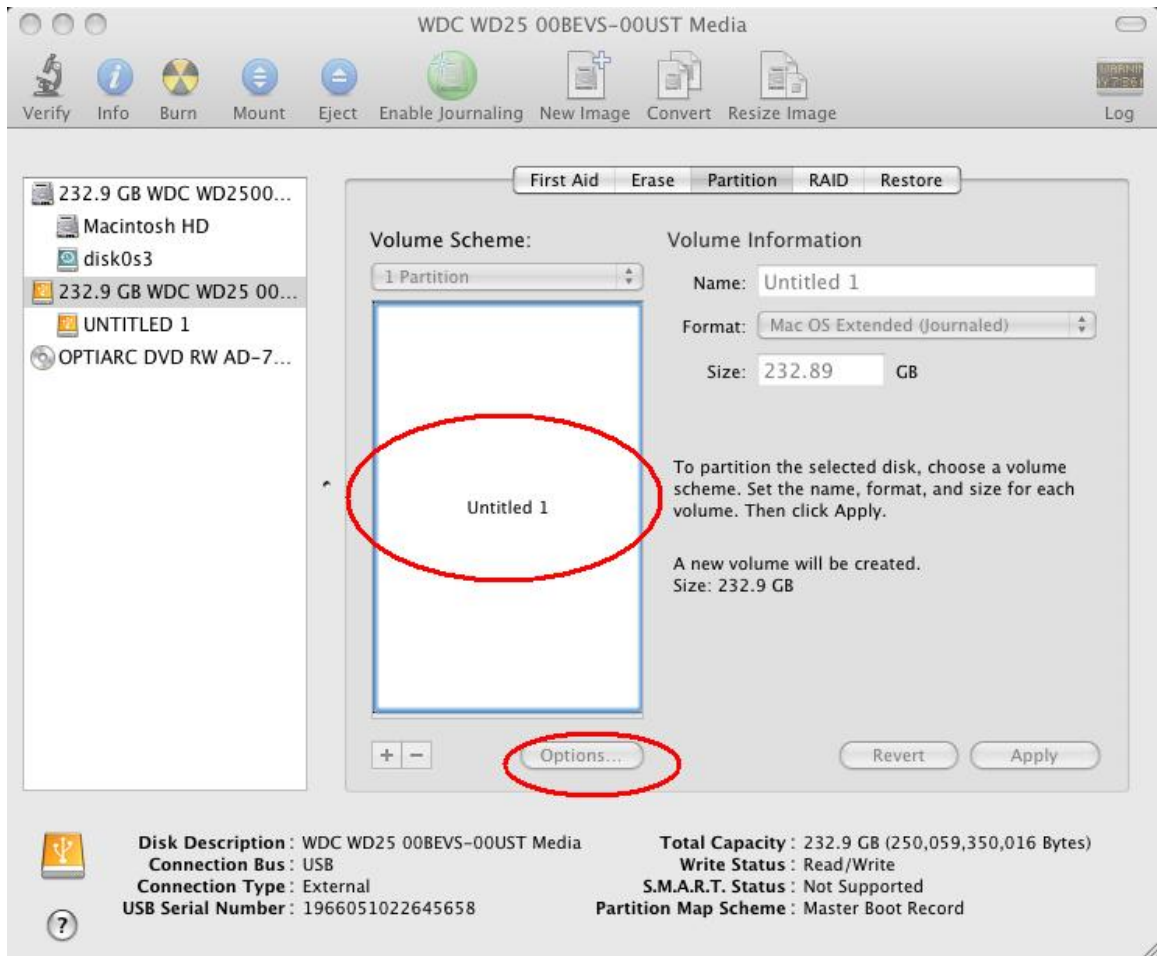 WDC WD25 00BEVS-00UST Media
Verify Info Burn Mount Eject Enable Journaling New Image Convert Resize Image Log
First Aid Erase Partition RAID Restore
232.9 GB WDC WD2500...
Macintosh HD
disk0s3
232.9 GB WDC WD25 00...
UNTITLED 1
OPTIARC DVD RW AD-7...
Volume Scheme:
1 Partition
Untitled 1
+ - Options...
Volume Information
Name: Untitled 1
Format: Mac OS Extended (Journaled)
Size: 232.89 GB
To partition the selected disk, choose a volume
scheme. Set the name, format, and size for each
volume. Then click Apply.
A new volume will be created.
Size: 232.9 GB
Revert Apply
Disk Description : WDC WD25 00BEVS-00UST Media
Connection Bus : USB
Connection Type : External
USB Serial Number : 1966051022645658
Total Capacity : 232.9 GB (250,059,350,016 Bytes)
Write Status : Read/Write
S.M.A.R.T. Status : Not Supported
Partition Map Scheme : Master Boot Record
?